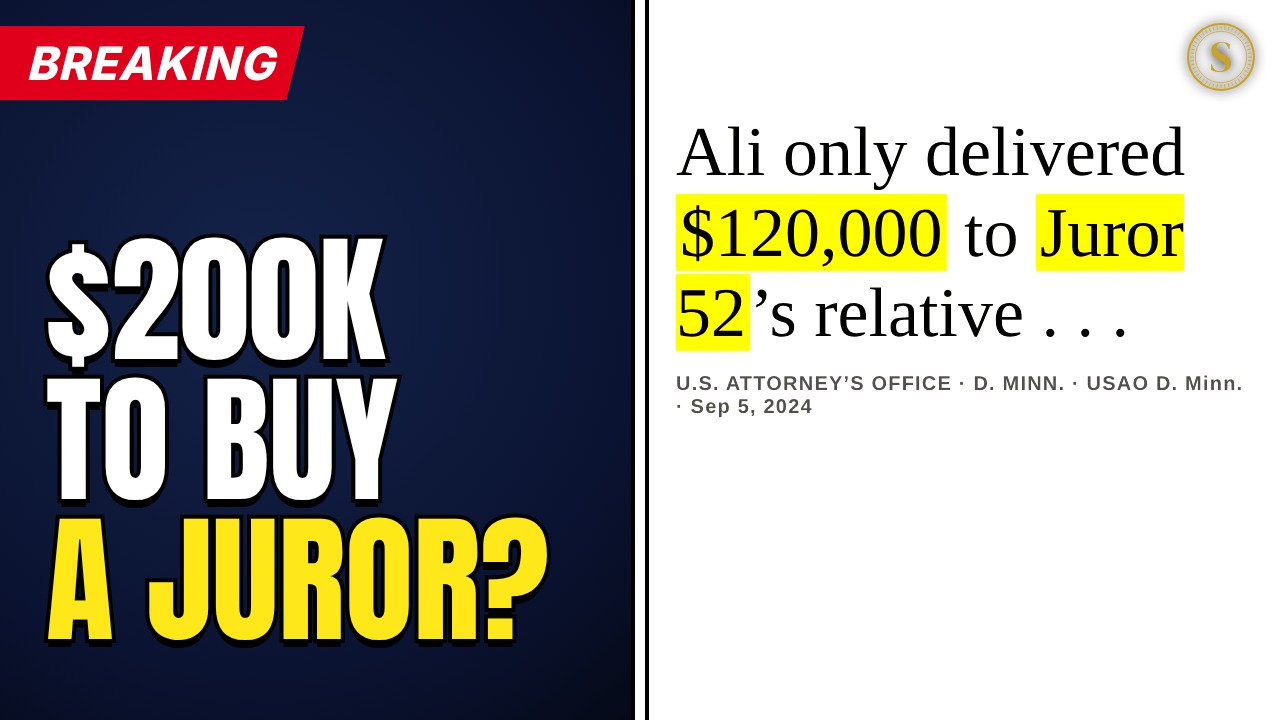 BREAKING
$200K
TO BUY
A JUROR?
S
Ali only delivered
$120,000 to Juror
52’s relative . . .
U.S. ATTORNEY’S OFFICE · D. MINN. · USAO D. Minn.
· Sep 5, 2024